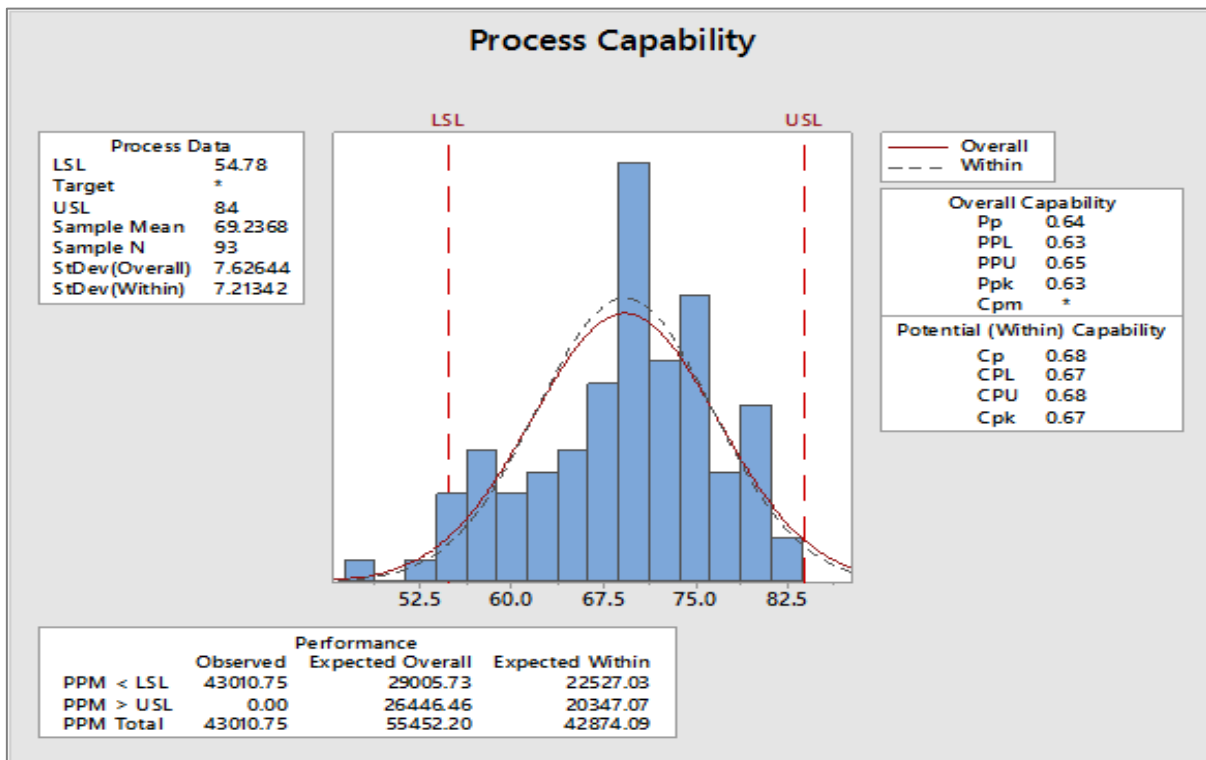 Process Capability
LSL USL
Process Data
LSL 54.78
Target *
USL 84
Sample Mean 69.2368
Sample N 93
StDev(Overall) 7.62644
StDev(Within) 7.21342
Overall
Within
Overall Capability
Pp 0.64
PPL 0.63
PPU 0.65
Ppk 0.63
Cpm *
Potential (Within) Capability
Cp 0.68
CPL 0.67
CPU 0.68
Cpk 0.67
52.5 60.0 67.5 75.0 82.5
Performance
Observed Expected Overall Expected Within
PPM < LSL 43010.75 29005.73 22527.03
PPM > USL 0.00 26446.46 20347.07
PPM Total 43010.75 55452.20 42874.09